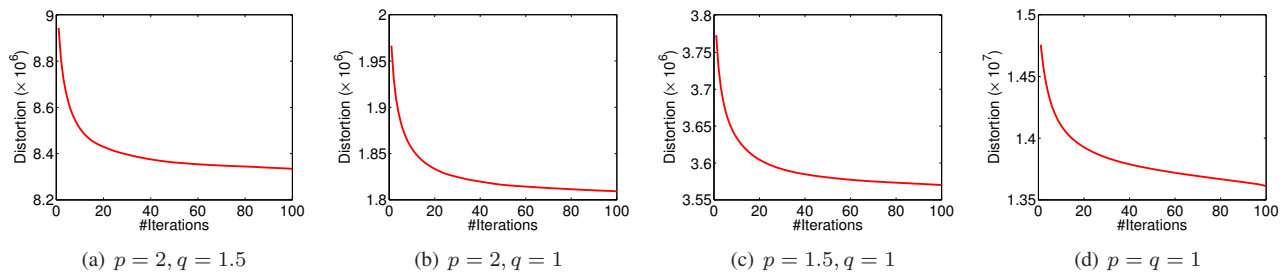 9
8.8
8.6
8.4
8.2
Distortion (× 10^6)
0 20 40 60 80 100
#Iterations
(a) p = 2, q = 1.5
2
1.95
1.9
1.85
1.8
Distortion (× 10^6)
0 20 40 60 80 100
#Iterations
(b) p = 2, q = 1
3.8
3.75
3.7
3.65
3.6
3.55
Distortion (× 10^6)
0 20 40 60 80 100
#Iterations
(c) p = 1.5, q = 1
1.5
1.45
1.4
1.35
Distortion (× 10^7)
0 20 40 60 80 100
#Iterations
(d) p = q = 1